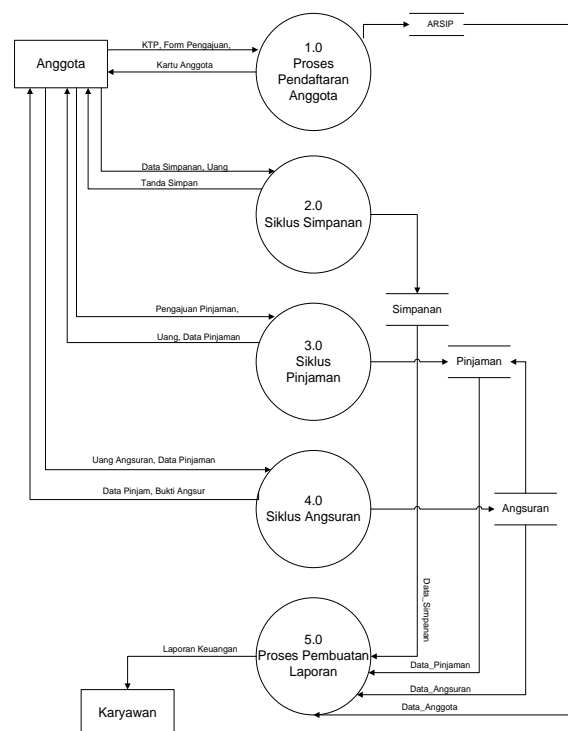 ARSIP
KTP, Form Pengajuan,
1.0
Proses
Pendaftaran
Anggota
Anggota
Kartu Anggota
Data Simpanan, Uang
Tanda Simpan
2.0
Siklus Simpanan
Simpanan
Pengajuan Pinjaman,
Uang, Data Pinjaman
3.0
Siklus
Pinjaman
Pinjaman
Uang Angsuran, Data Pinjaman
Data Pinjam, Bukti Angsur
4.0
Siklus Angsuran
Angsuran
Data_Simpanan
5.0
Proses Pembuatan
Laporan
Laporan Keuangan
Data_Pinjaman
Data_Angsuran
Data_Anggota
Karyawan